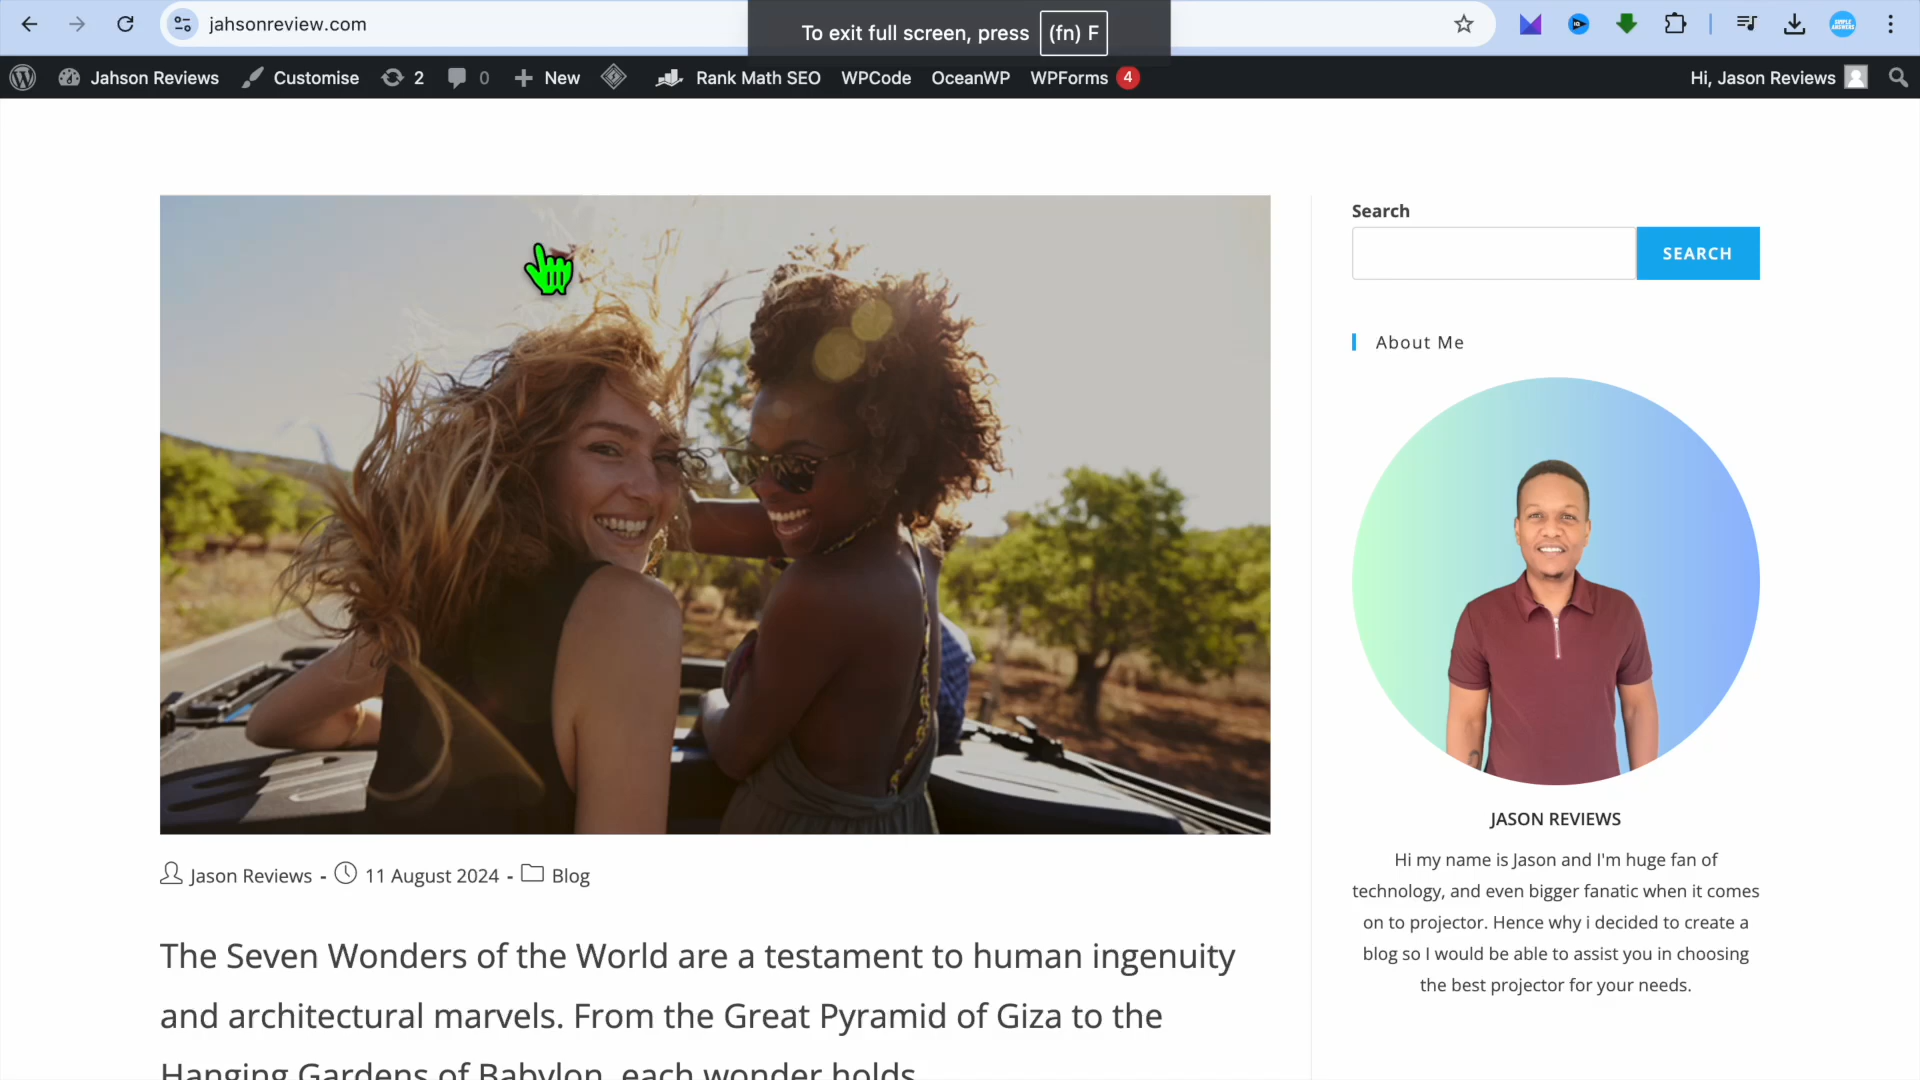 jahsonreview.com
To exit full screen, press (fn) F
Jahson Reviews Customise 2 0 New Rank Math SEO WPCode OceanWP WPForms 4 Hi, Jason Reviews
Search
SEARCH
About Me
JASON REVIEWS
Hi my name is Jason and I'm huge fan of
technology, and even bigger fanatic when it comes
on to projector. Hence why i decided to create a
blog so I would be able to assist you in choosing
the best projector for your needs.
Jason Reviews - 11 August 2024 - Blog
The Seven Wonders of the World are a testament to human ingenuity
and architectural marvels. From the Great Pyramid of Giza to the
Hanging Gardens of Babylon, each wonder holds